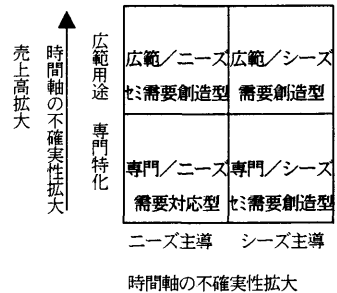 売上高拡大
時間軸の不確実性拡大
広範用途
専門特化
広範／ニーズ
セミ需要創造型
広範／シーズ
需要創造型
専門／ニーズ
需要対応型
専門／シーズ
セミ需要創造型
ニーズ主導
シーズ主導
時間軸の不確実性拡大